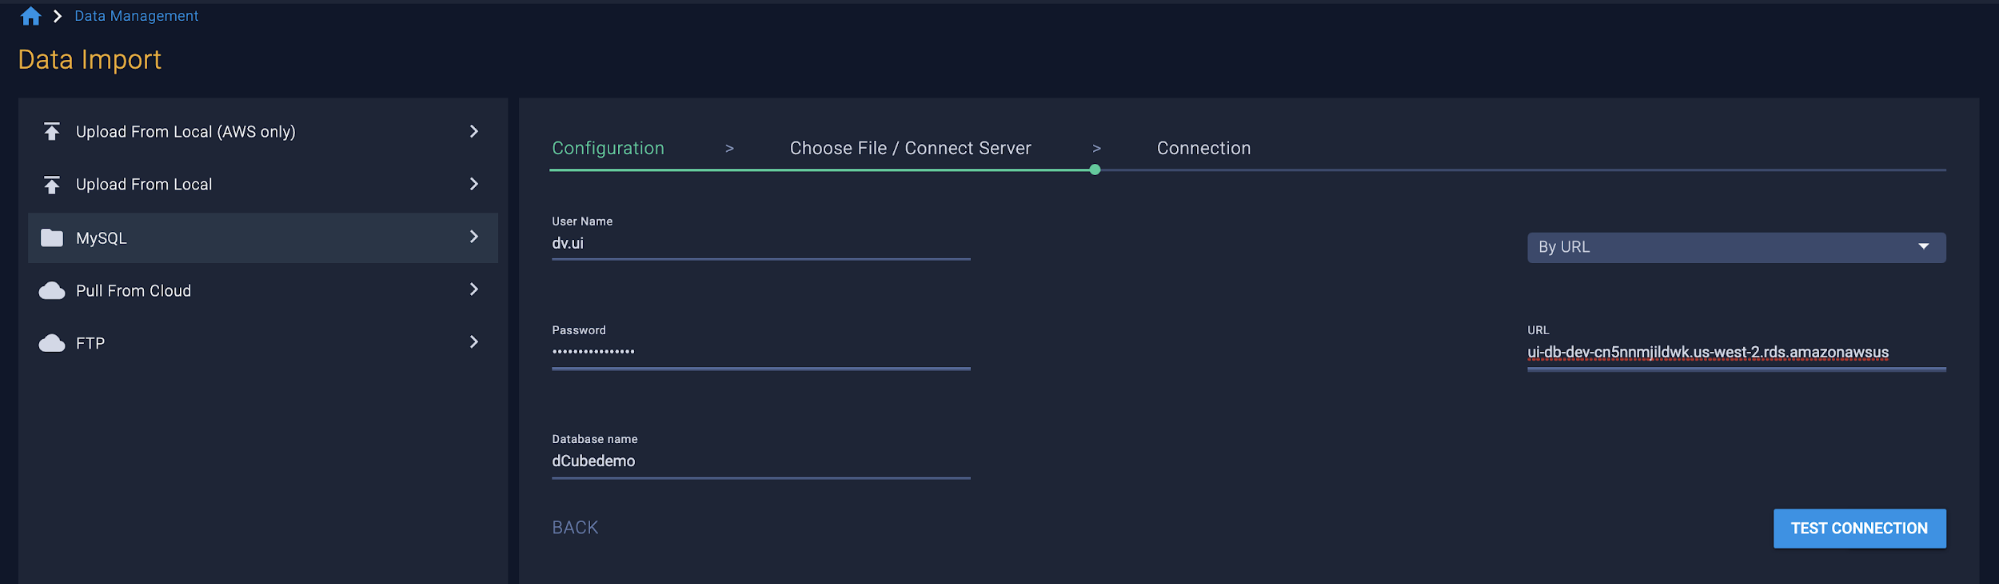 Data Management
Data Import
Upload From Local (AWS only)
Upload From Local
MySQL
Pull From Cloud
FTP
Configuration > Choose File / Connect Server > Connection
User Name
dv.ui
By URL
Password
••••••••••••••••
URL
ui-db-dev-cn5nnmjildwk.us-west-2.rds.amazonawsus
Database name
dCubedemo
BACK
TEST CONNECTION